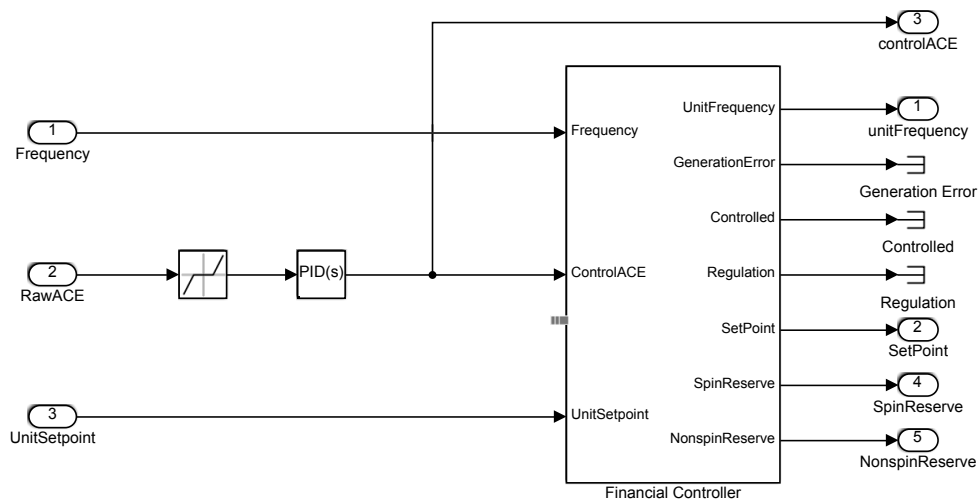 3
controlACE
UnitFrequency
1
unitFrequency
1
Frequency
Frequency
GenerationError
Generation Error
Controlled
Controlled
2
RawACE
PID(s)
ControlACE
Regulation
Regulation
SetPoint
2
SetPoint
SpinReserve
4
SpinReserve
3
UnitSetpoint
UnitSetpoint
NonspinReserve
5
NonspinReserve
Financial Controller